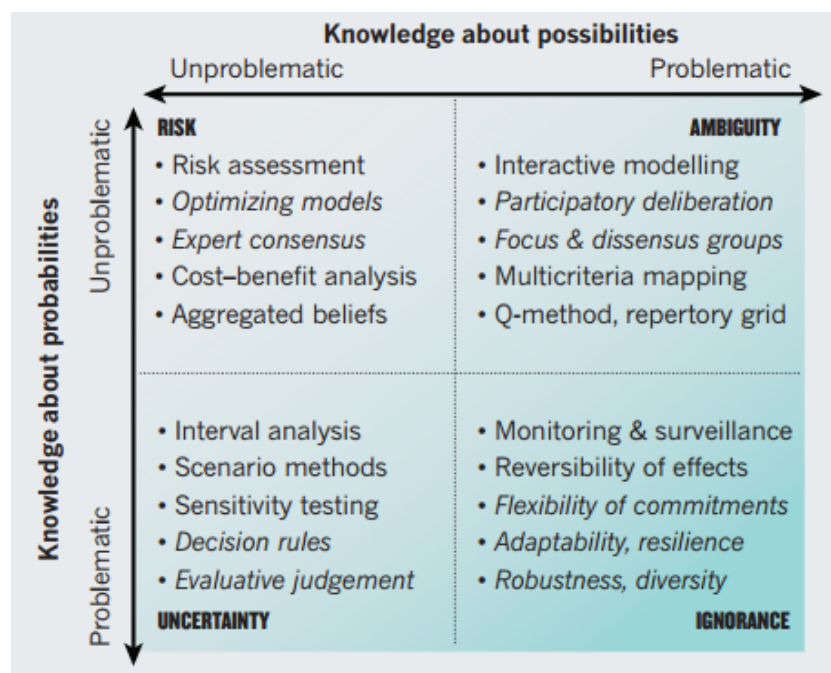 Knowledge about possibilities
Unproblematic
Problematic
Knowledge about probabilities
Unproblematic
Problematic
RISK
• Risk assessment
• Optimizing models
• Expert consensus
• Cost–benefit analysis
• Aggregated beliefs
AMBIGUITY
• Interactive modelling
• Participatory deliberation
• Focus & dissensus groups
• Multicriteria mapping
• Q-method, repertory grid
• Interval analysis
• Scenario methods
• Sensitivity testing
• Decision rules
• Evaluative judgement
UNCERTAINTY
• Monitoring & surveillance
• Reversibility of effects
• Flexibility of commitments
• Adaptability, resilience
• Robustness, diversity
IGNORANCE